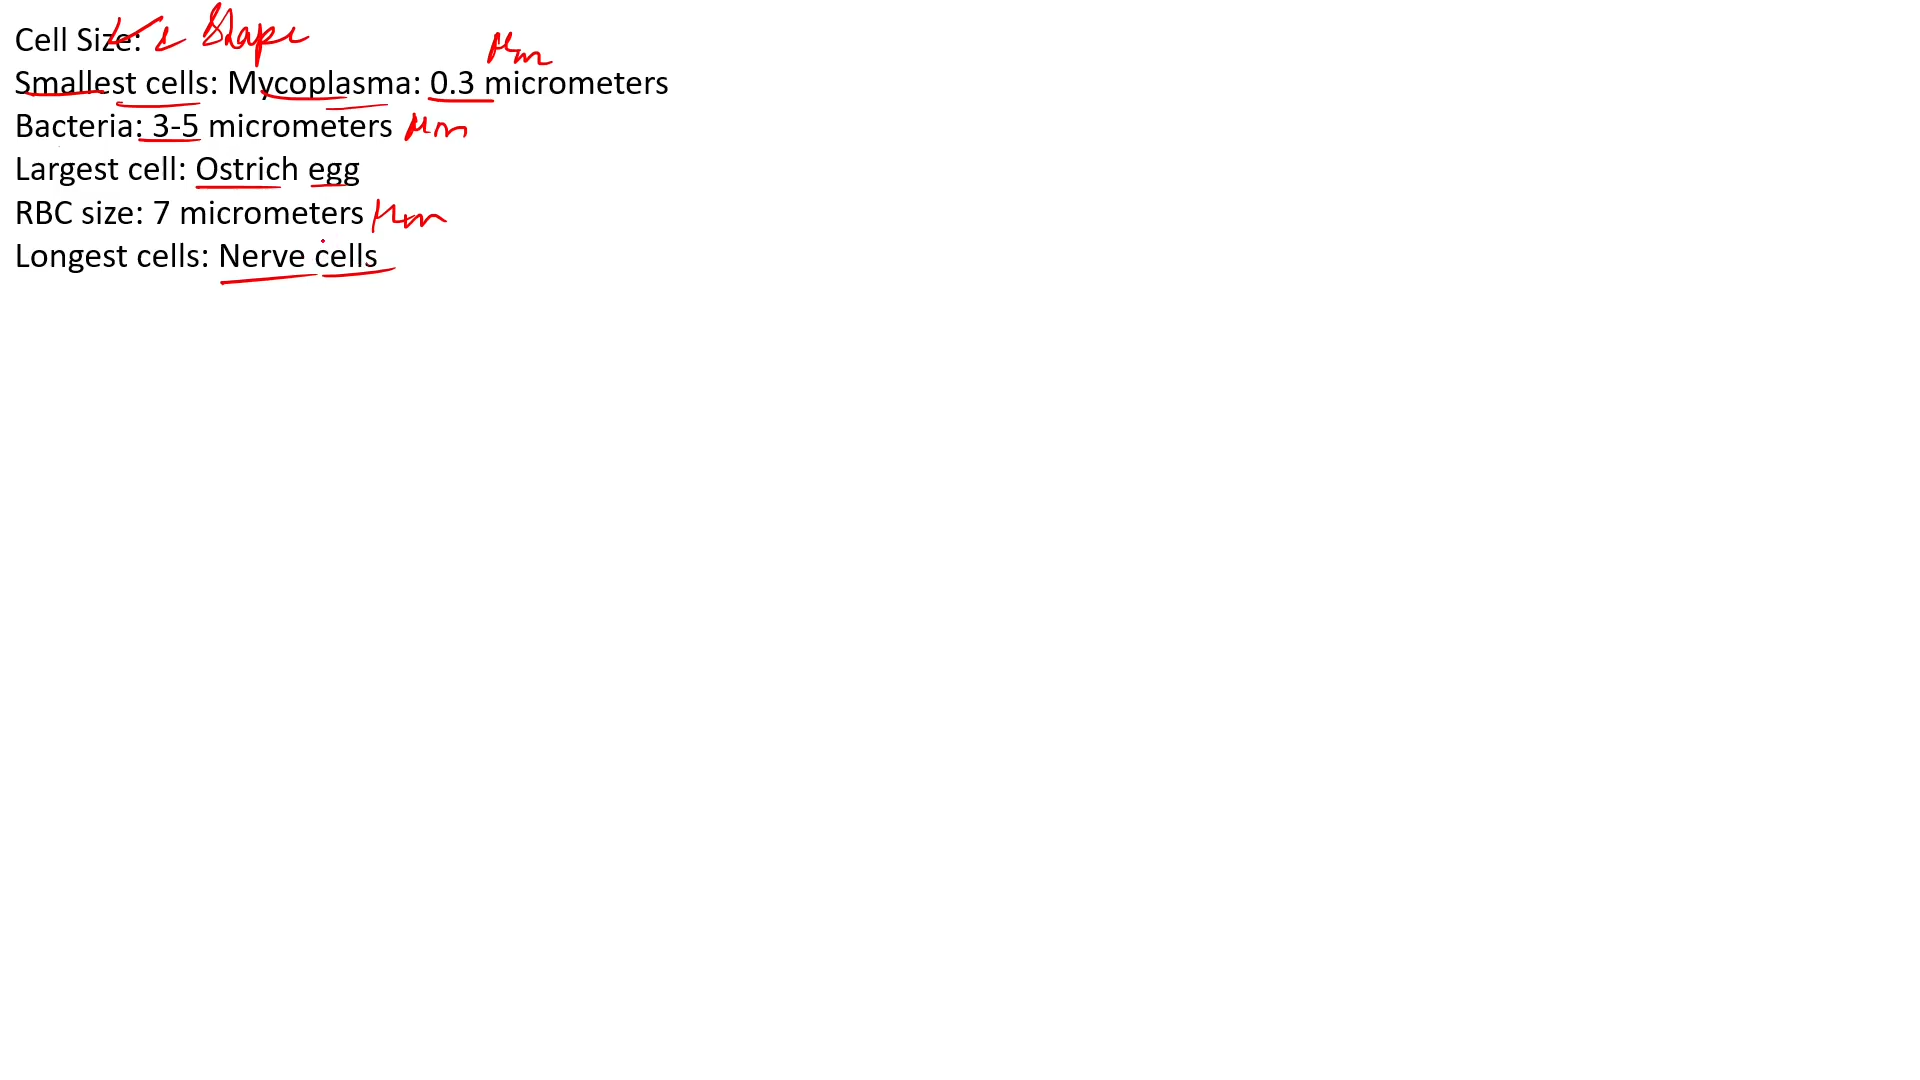 Cell Size: & Shape
μm
Smallest cells: Mycoplasma: 0.3 micrometers
Bacteria: 3-5 micrometers μm
Largest cell: Ostrich egg
RBC size: 7 micrometers μm
Longest cells: Nerve cells